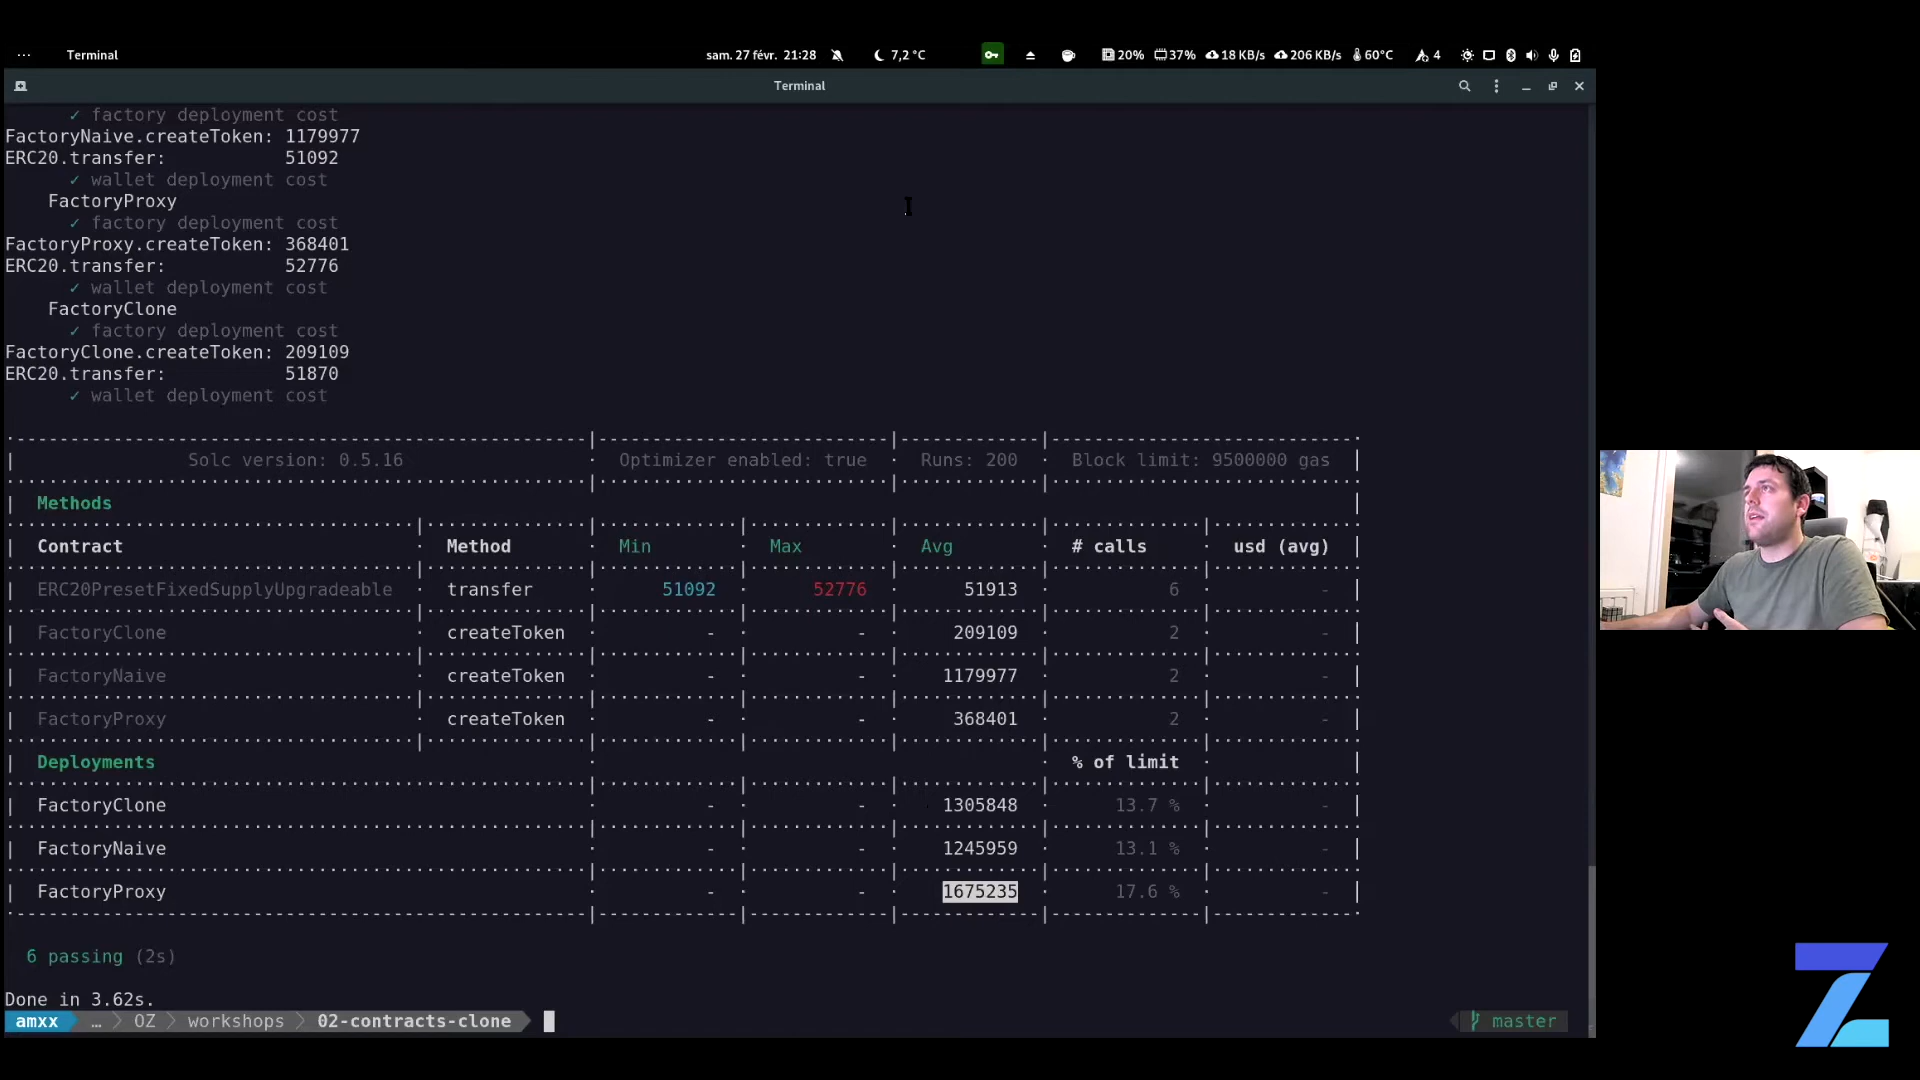 ... Terminal sam. 27 févr. 21:28 7,2 °C 20% 37% 18 KB/s 206 KB/s 60°C 4
Terminal
✓ factory deployment cost
FactoryNaive.createToken: 1179977
ERC20.transfer: 51092
✓ wallet deployment cost
FactoryProxy
✓ factory deployment cost
FactoryProxy.createToken: 368401
ERC20.transfer: 52776
✓ wallet deployment cost
FactoryClone
✓ factory deployment cost
FactoryClone.createToken: 209109
ERC20.transfer: 51870
✓ wallet deployment cost
Solc version: 0.5.16 · Optimizer enabled: true · Runs: 200 · Block limit: 9500000 gas
Methods
Contract · Method · Min · Max · Avg · # calls · usd (avg)
ERC20PresetFixedSupplyUpgradeable · transfer · 51092 · 52776 · 51913 · 6 · -
FactoryClone · createToken · - · - · 209109 · 2 · -
FactoryNaive · createToken · - · - · 1179977 · 2 · -
FactoryProxy · createToken · - · - · 368401 · 2 · -
Deployments · % of limit ·
FactoryClone · - · - · 1305848 · 13.7 % · -
FactoryNaive · - · - · 1245959 · 13.1 % · -
FactoryProxy · - · - · 1675235 · 17.6 % · -
6 passing (2s)
Done in 3.62s.
amxx … OZ workshops 02-contracts-clone master